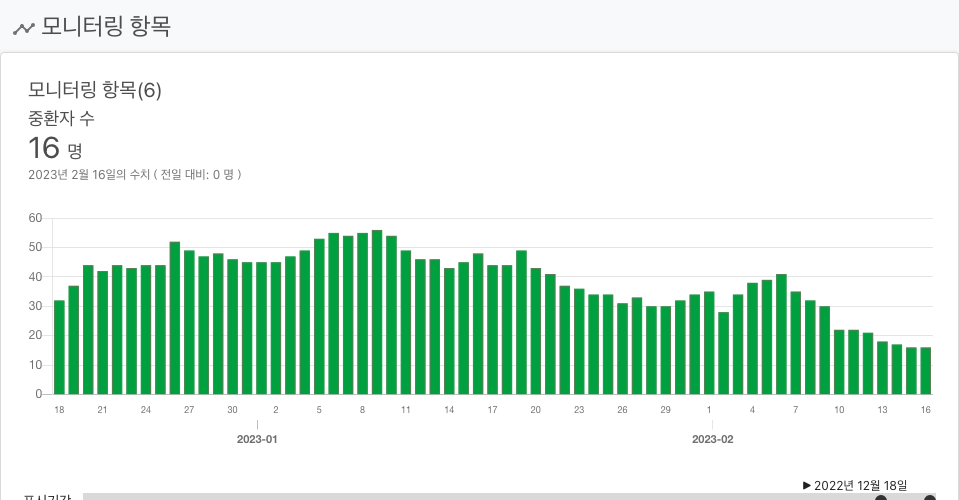 모니터링 항목
모니터링 항목(6)
중환자 수
16 명
2023년 2월 16일의 수치 ( 전일 대비: 0 명 )
60
50
40
30
20
10
0
18 21 24 27 30 2 5 8 11 14 17 20 23 26 29 1 4 7 10 13 16
2023-01 2023-02
▶ 2022년 12월 18일
표시기간